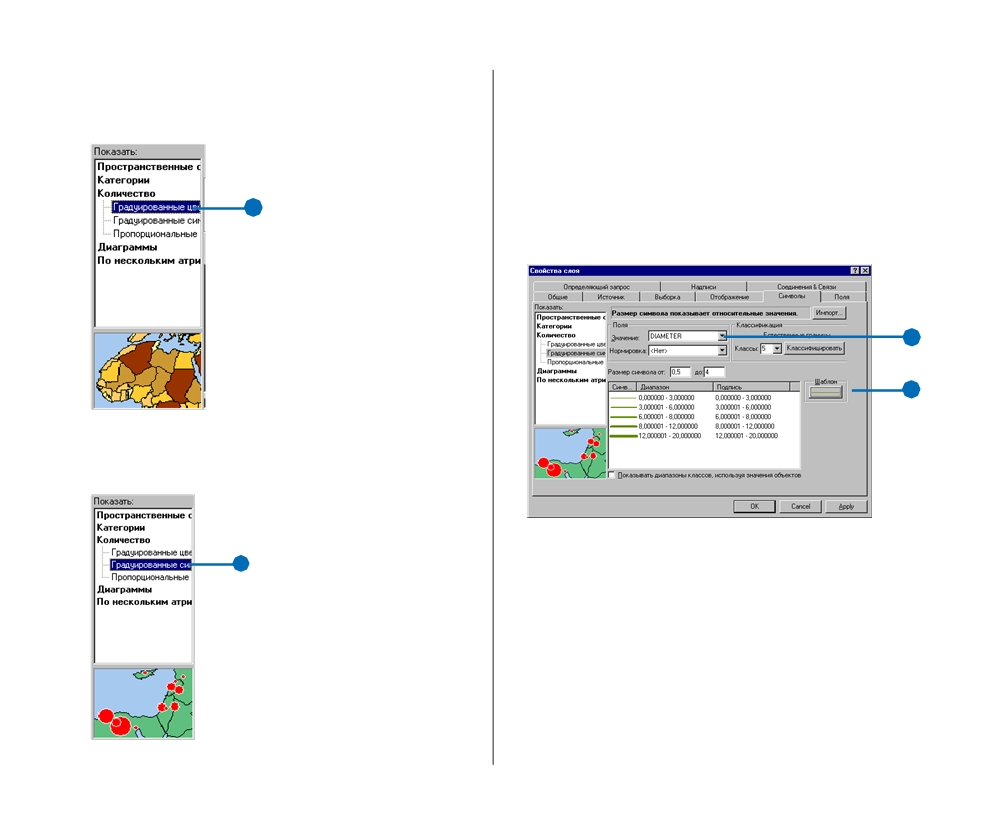 Показать:
Пространственные с
Категории
Количество
Градуированные цве
Градуированные сим
Пропорциональные
Диаграммы
По нескольким атри
Показать:
Пространственные с
Категории
Количество
Градуированные цве
Градуированные сим
Пропорциональные
Диаграммы
По нескольким атри
Свойства слоя
Определяющий запрос Надписи Соединения & Связи
Общие Источник Выборка Отображение Символы Поля
Показать:
Пространственные с
Категории
Количество
Градуированные цве
Градуированные сим
Пропорциональные
Диаграммы
По нескольким атри
Размер символа показывает относительные значения. Импорт...
Поля
Значение: DIAMETER
Нормировка: <Нет>
Классификация
Естественные границы
Классы: 5 Классифицировать
Размер символа от: 0,5 до: 4
Симв... Диапазон Подпись
0,000000 - 3,000000 0,000000 - 3,000000
3,000001 - 6,000000 3,000001 - 6,000000
6,000001 - 8,000000 6,000001 - 8,000000
8,000001 - 12,000000 8,000001 - 12,000000
12,000001 - 20,000000 12,000001 - 20,000000
Шаблон
Показывать диапазоны классов, используя значения объектов
OK Cancel Apply